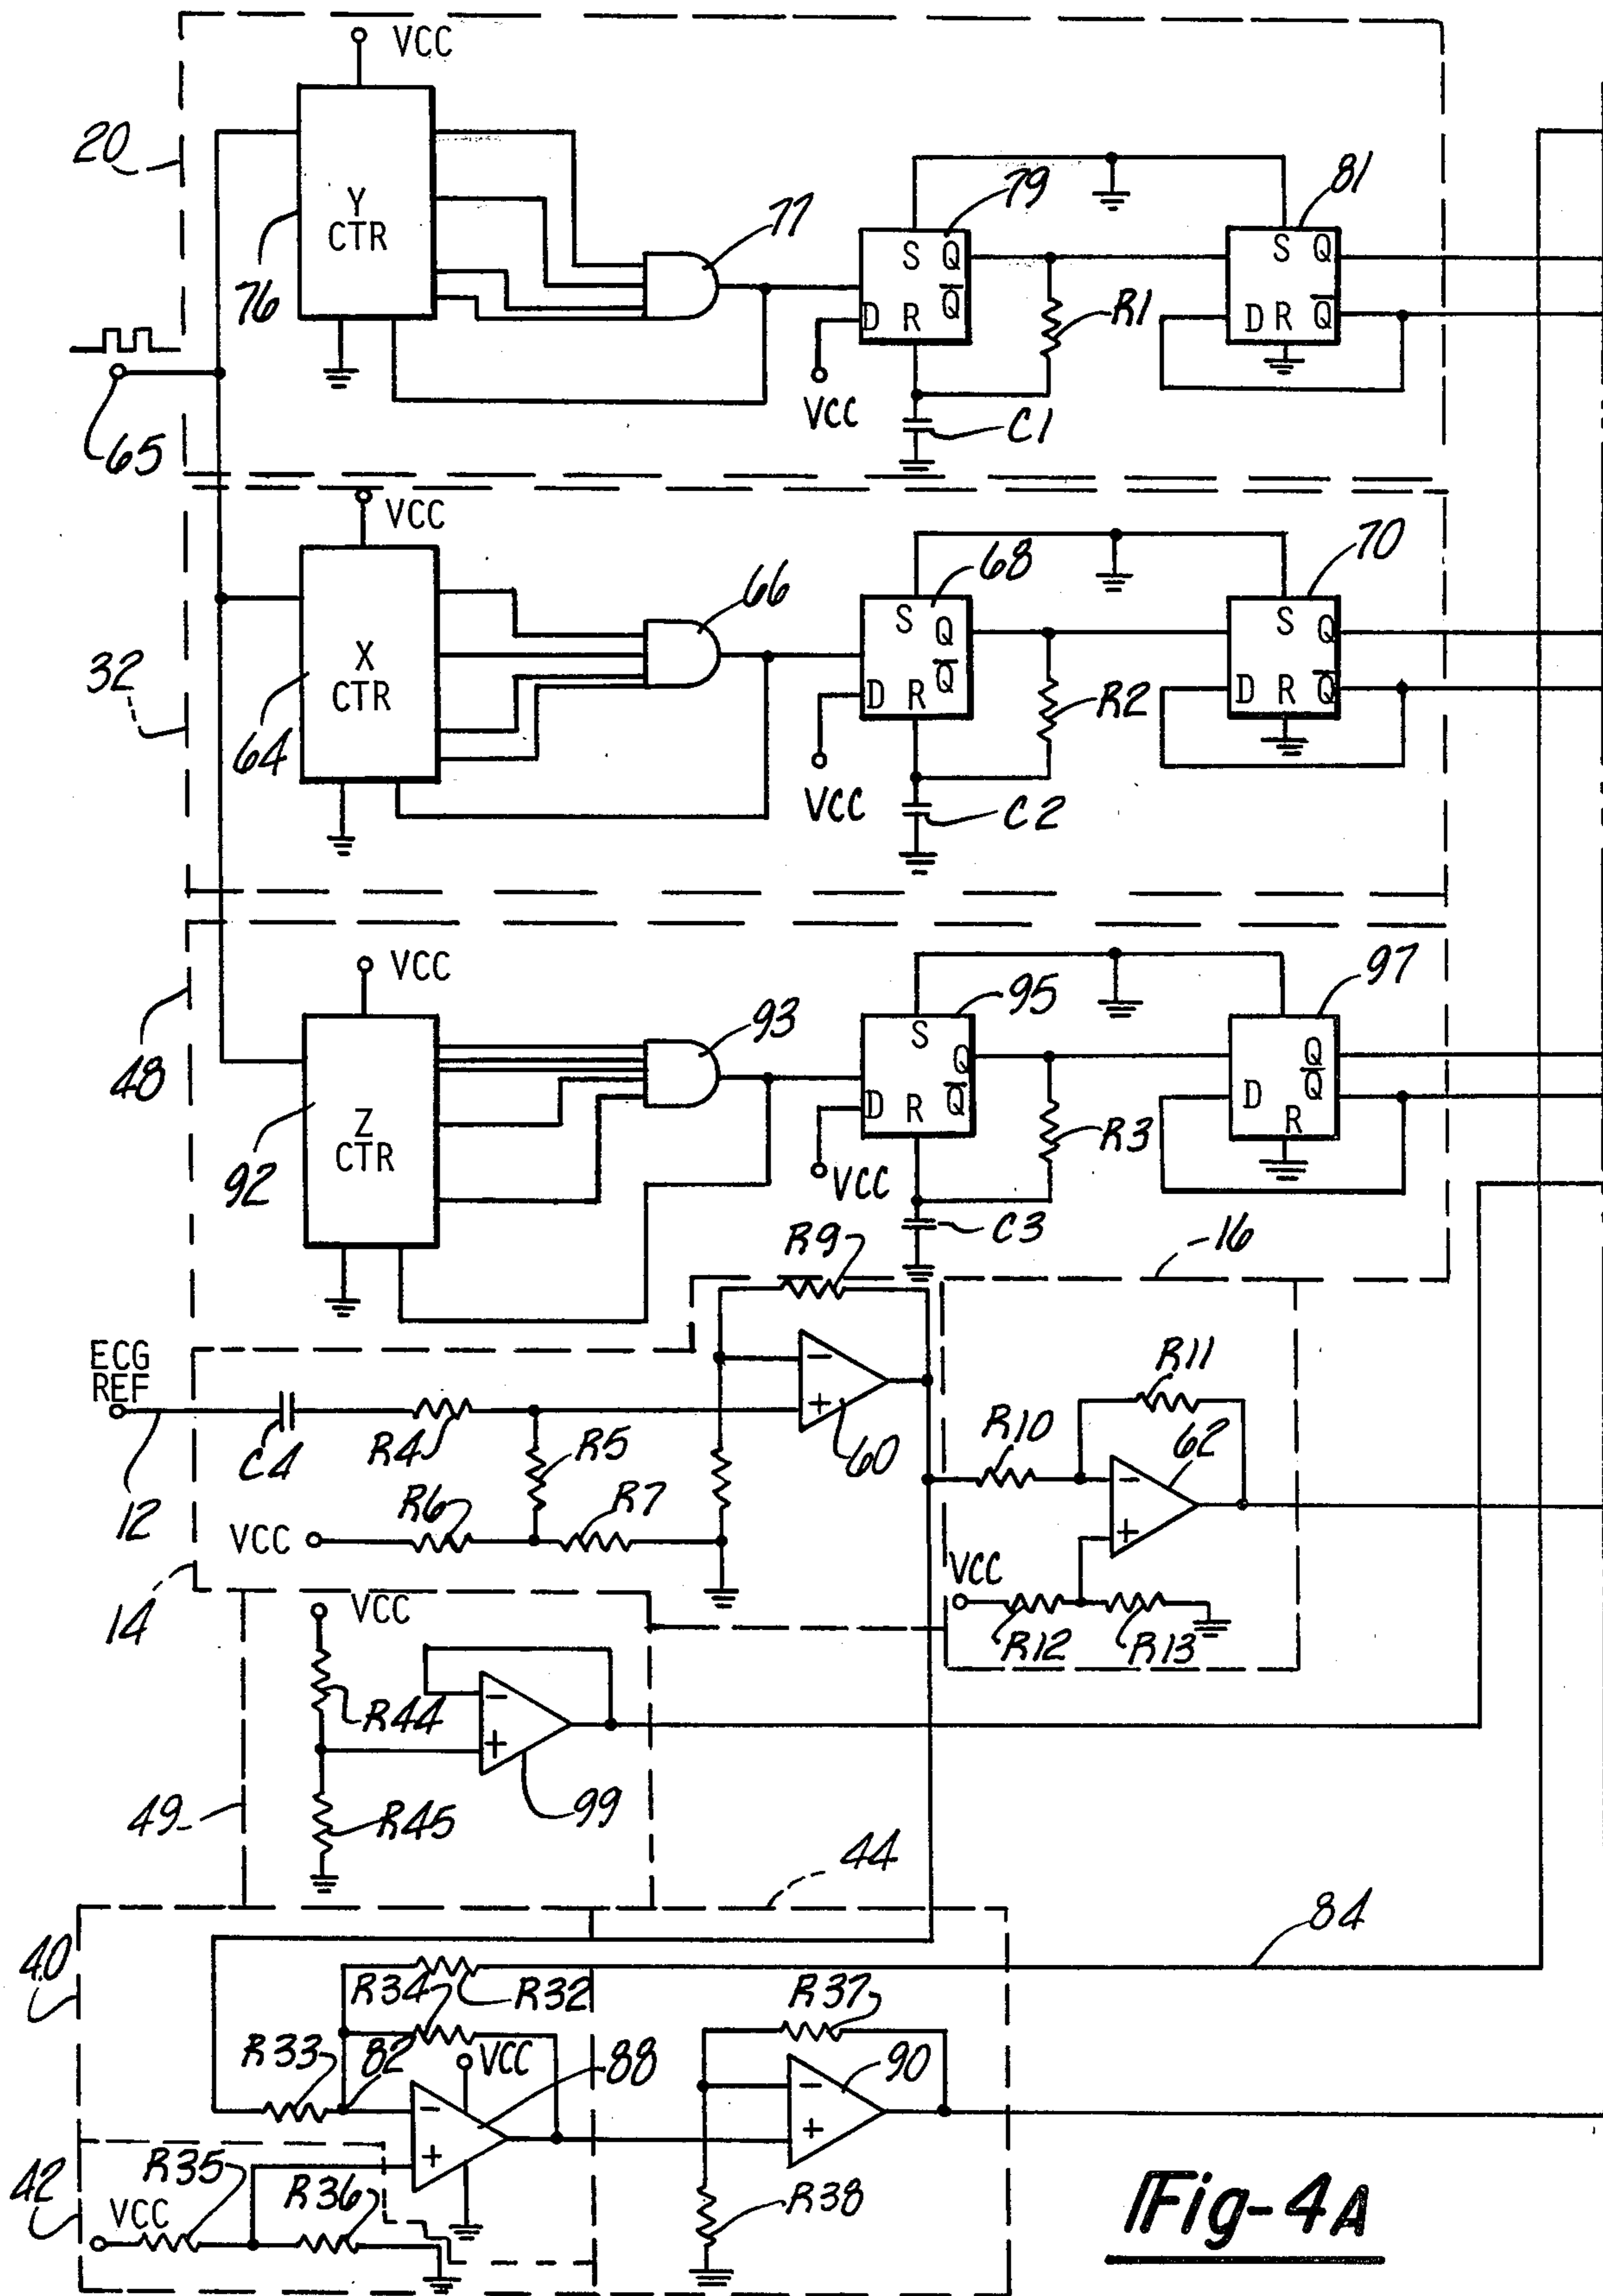 VCC
20
Y
CTR
76
77
79
81
S Q
D R Q̅
S Q
D R Q̅
R1
VCC
C1
65
VCC
32
X
CTR
64
66
68
70
S Q
D R Q̅
S Q
D R Q̅
R2
VCC
C2
VCC
48
Z
CTR
92
93
95
97
S Q
D R Q̅
Q
D R Q̅
R3
VCC
C3
R9
16
ECG
REF
12
C4
R4
R5
60
R6
R7
VCC
14
R10
R11
62
VCC
R12
R13
VCC
R44
R45
99
49
44
84
40
R34
R32
R33
82
VCC
88
R37
90
42
R35
R36
VCC
R38
Fig-4A